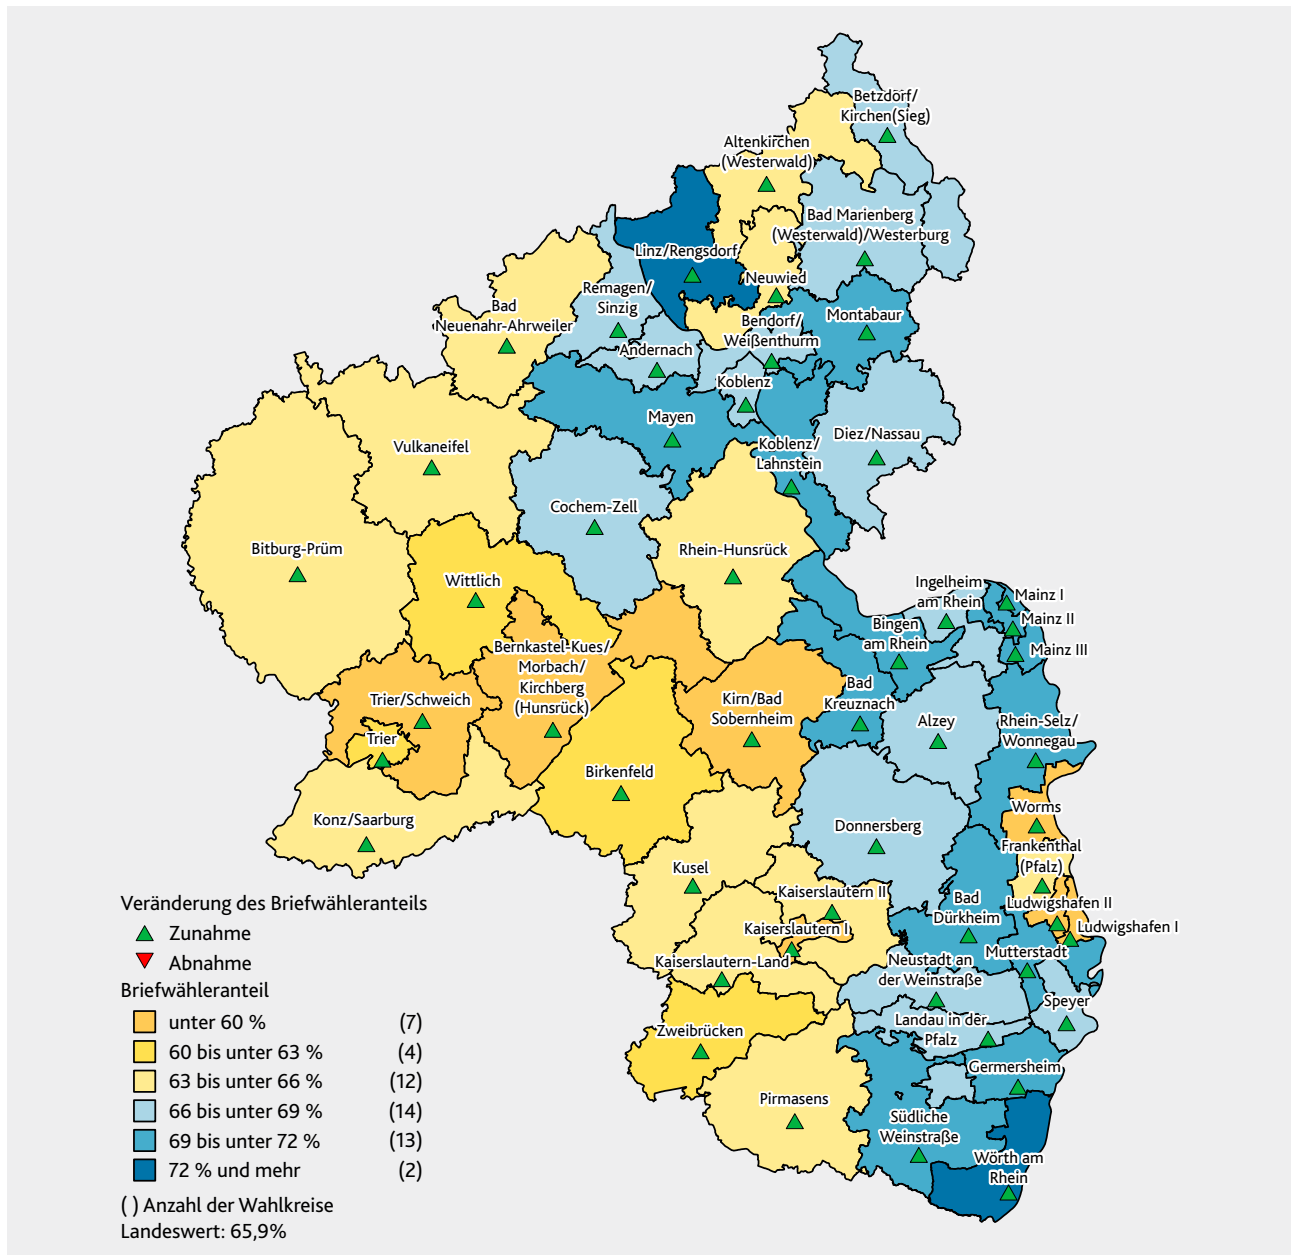 Betzdorf/
Kirchen(Sieg)
Altenkirchen
(Westerwald)
Bad Marienberg
(Westerwald)/Westerburg
Linz/Rengsdorf
Neuwied
Remagen/
Sinzig
Bad
Neuenahr-Ahrweiler
Bendorf/
Weißenthurm
Montabaur
Andernach
Koblenz
Mayen
Diez/Nassau
Koblenz/
Lahnstein
Vulkaneifel
Cochem-Zell
Bitburg-Prüm
Rhein-Hunsrück
Wittlich
Ingelheim
am Rhein
Mainz I
Mainz II
Mainz III
Bingen
am Rhein
Bernkastel-Kues/
Morbach/
Kirchberg
(Hunsrück)
Trier/Schweich
Trier
Kirn/Bad
Sobernheim
Bad
Kreuznach
Alzey
Rhein-Selz/
Wonnegau
Birkenfeld
Konz/Saarburg
Donnersberg
Worms
Frankenthal
(Pfalz)
Kusel
Kaiserslautern II
Ludwigshafen II
Bad
Dürkheim
Kaiserslautern I
Ludwigshafen I
Mutterstadt
Kaiserslautern-Land
Neustadt an
der Weinstraße
Speyer
Zweibrücken
Landau in der
Pfalz
Germersheim
Pirmasens
Südliche
Weinstraße
Wörth am
Rhein
Veränderung des Briefwähleranteils
Zunahme
Abnahme
Briefwähleranteil
unter 60 % (7)
60 bis unter 63 % (4)
63 bis unter 66 % (12)
66 bis unter 69 % (14)
69 bis unter 72 % (13)
72 % und mehr (2)
( ) Anzahl der Wahlkreise
Landeswert: 65,9%